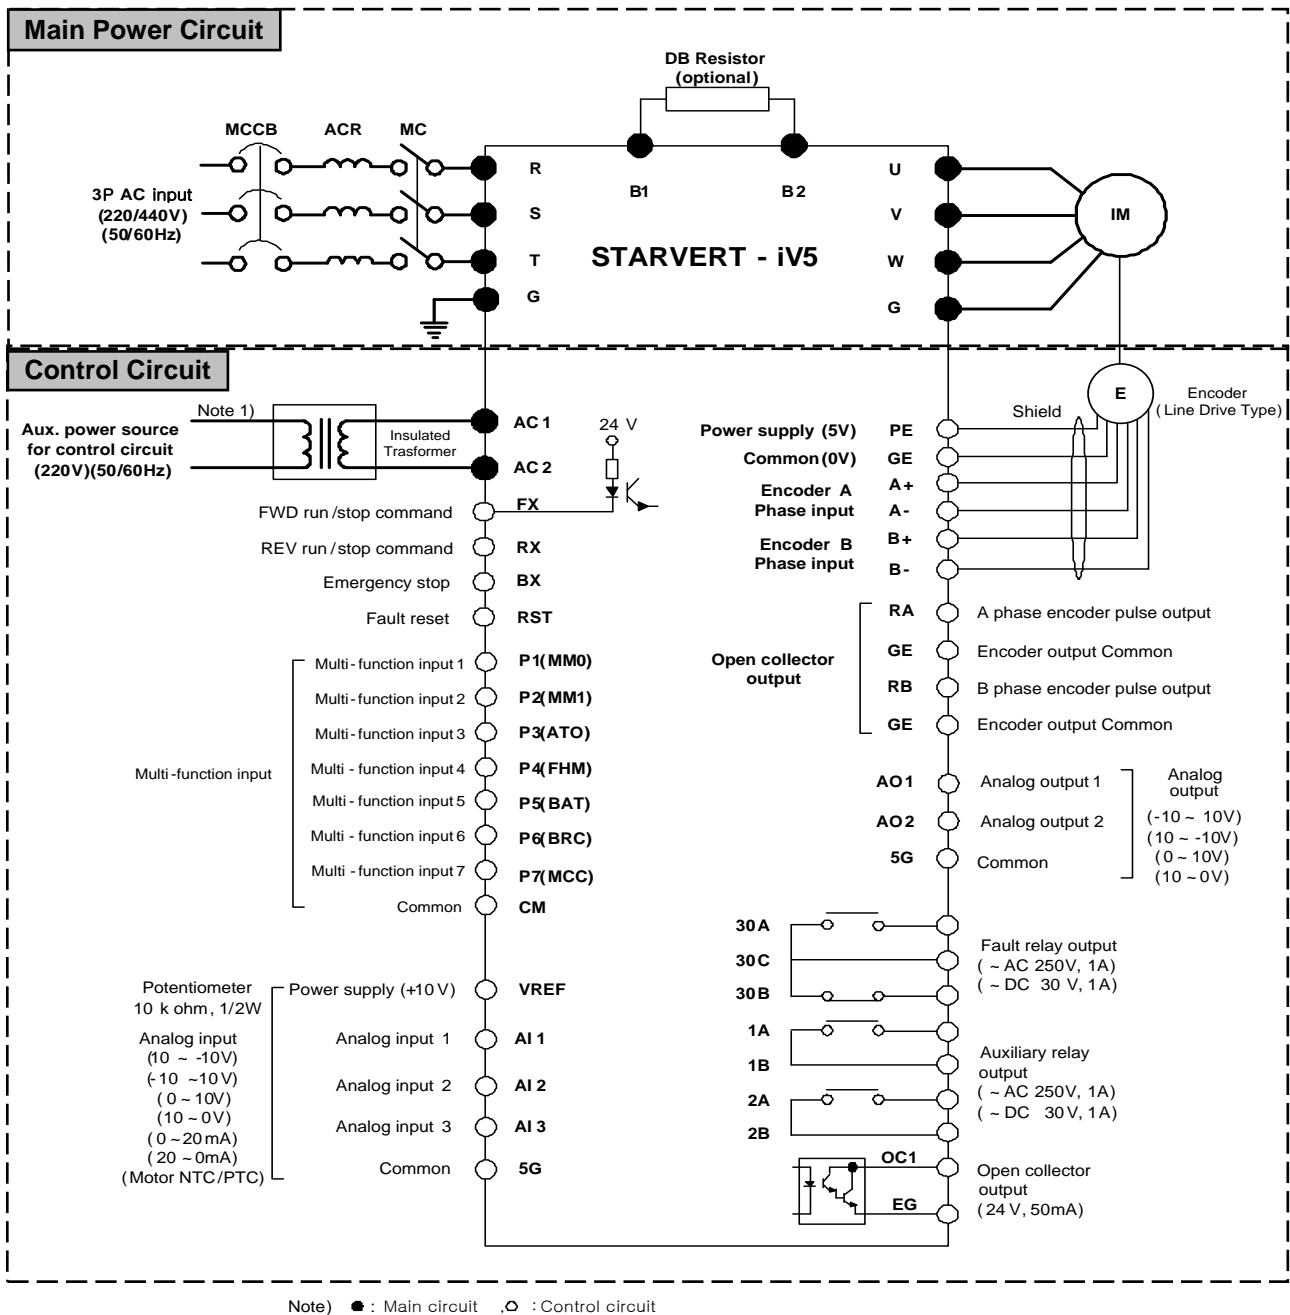 Main Power Circuit
DB Resistor
(optional)
MCCB ACR MC
3P AC input
(220/440V)
(50/60Hz)
R
S
T
G
B1 B2
STARVERT - iV5
U
V
W
G
IM
Control Circuit
Note 1)
Aux. power source
for control circuit
(220V)(50/60Hz)
Insulated
Trasformer
AC1
AC2
24 V
FWD run/stop command FX
REV run/stop command RX
Emergency stop BX
Fault reset RST
Multi-function input
Multi-function input 1 P1(MM0)
Multi-function input 2 P2(MM1)
Multi-function input 3 P3(ATO)
Multi-function input 4 P4(FHM)
Multi-function input 5 P5(BAT)
Multi-function input 6 P6(BRC)
Multi-function input 7 P7(MCC)
Common CM
Potentiometer
10 k ohm, 1/2W
Analog input
(10 ~ -10V)
(-10 ~10V)
(0~10V)
(10~0V)
(0~20mA)
(20~0mA)
(Motor NTC/PTC)
Power supply (+10V) VREF
Analog input 1 AI 1
Analog input 2 AI 2
Analog input 3 AI 3
Common 5G
E
Encoder
(Line Drive Type)
Shield
Power supply (5V) PE
Common(0V) GE
Encoder A
Phase input
A+
A-
Encoder B
Phase input
B+
B-
Open collector
output
RA A phase encoder pulse output
GE Encoder output Common
RB B phase encoder pulse output
GE Encoder output Common
AO1 Analog output 1
AO2 Analog output 2
5G Common
Analog
output
(-10 ~ 10V)
(10 ~ -10V)
(0~10V)
(10~0V)
30A
30C
30B
Fault relay output
(~AC 250V, 1A)
(~DC 30V, 1A)
1A
1B
2A
2B
Auxiliary relay
output
(~AC 250V, 1A)
(~DC 30V, 1A)
OC1
EG
Open collector
output
(24V, 50mA)
Note) ● : Main circuit ,○ : Control circuit